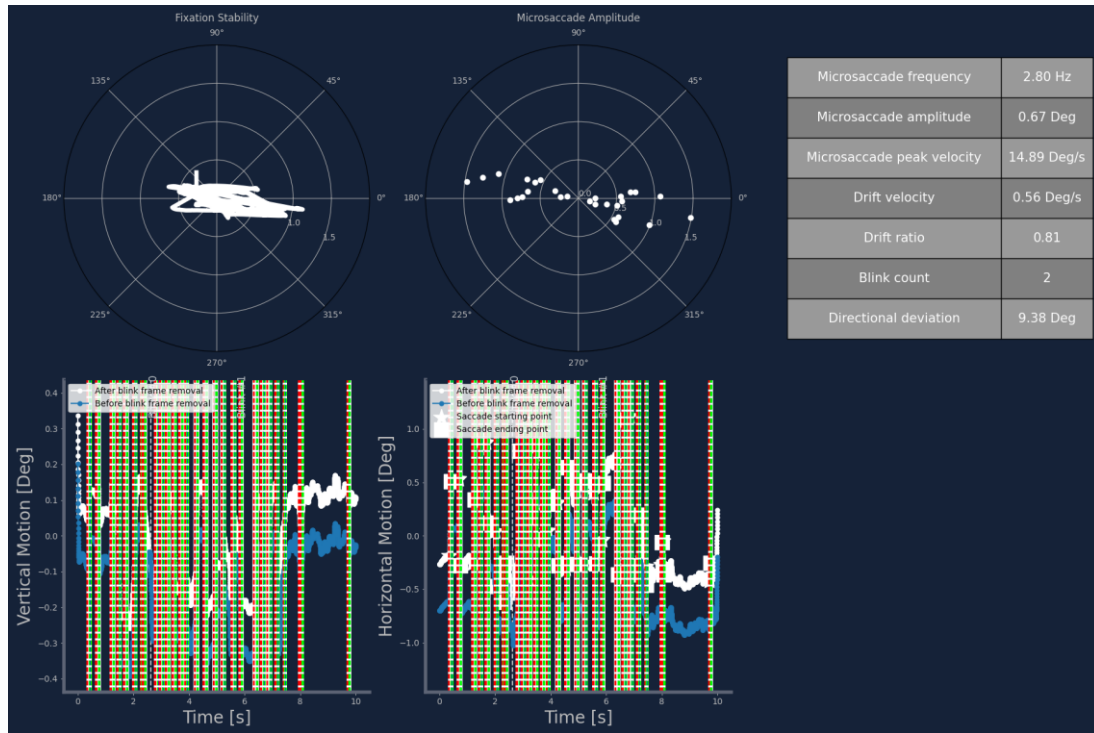 Fixation Stability
90°
135°
45°
180°
0°
1.0
1.5
225°
315°
270°
Microsaccade Amplitude
90°
135°
45°
180°
0°
0.0
0.5
1.0
1.5
225°
315°
270°
Microsaccade frequency 2.80 Hz
Microsaccade amplitude 0.67 Deg
Microsaccade peak velocity 14.89 Deg/s
Drift velocity 0.56 Deg/s
Drift ratio 0.81
Blink count 2
Directional deviation 9.38 Deg
After blink frame removal
Before blink frame removal
Vertical Motion [Deg]
0.4
0.3
0.2
0.1
0.0
−0.1
−0.2
−0.3
−0.4
0 2 4 6 8 10
Time [s]
After blink frame removal
Before blink frame removal
Saccade starting point
Saccade ending point
Horizontal Motion [Deg]
1.0
0.5
0.0
−0.5
−1.0
0 2 4 6 8 10
Time [s]